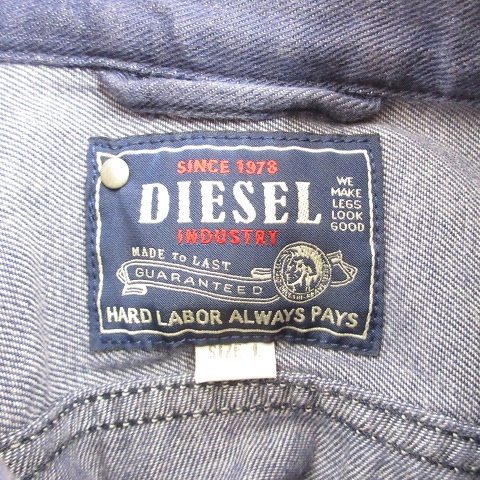 SINCE 1978
DIESEL
INDUSTRY
WE
MAKE
LEGS
LOOK
GOOD
MADE TO LAST
GUARANTEED
HARD LABOR ALWAYS PAYS
SIZE L